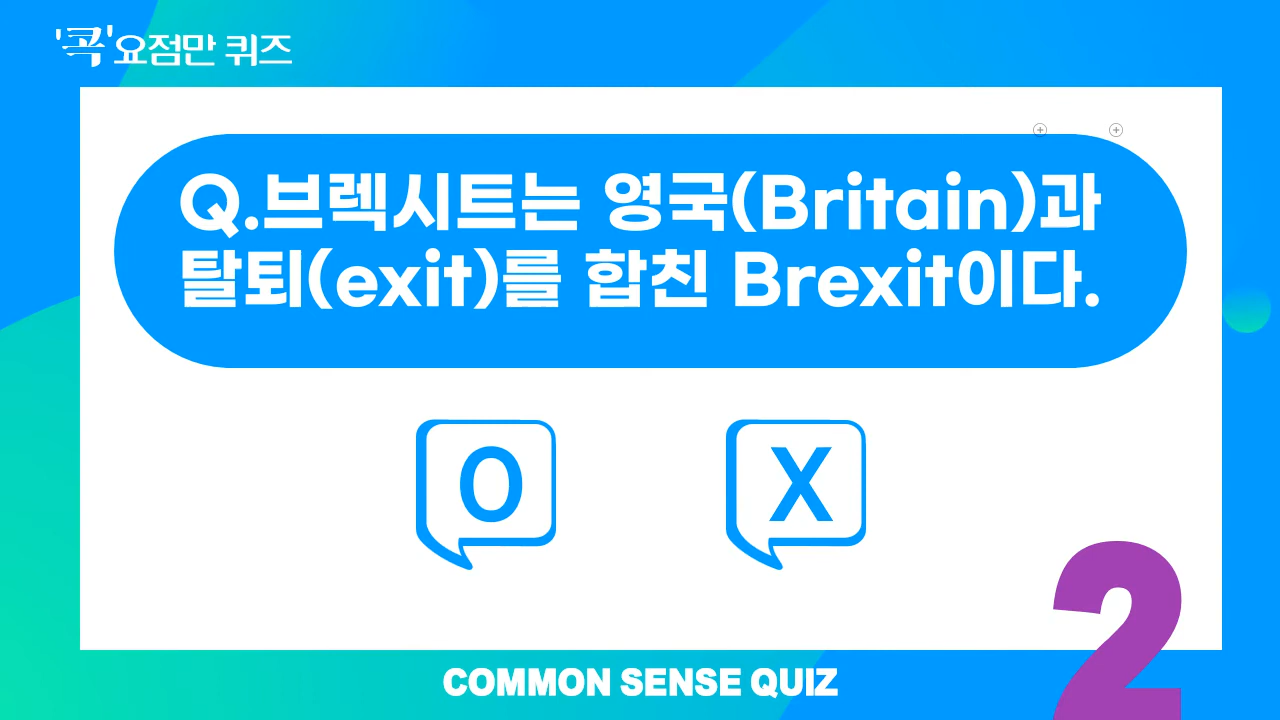 '콕'요점만 퀴즈
Q.브렉시트는 영국(Britain)과
탈퇴(exit)를 합친 Brexit이다.
O X
2
COMMON SENSE QUIZ